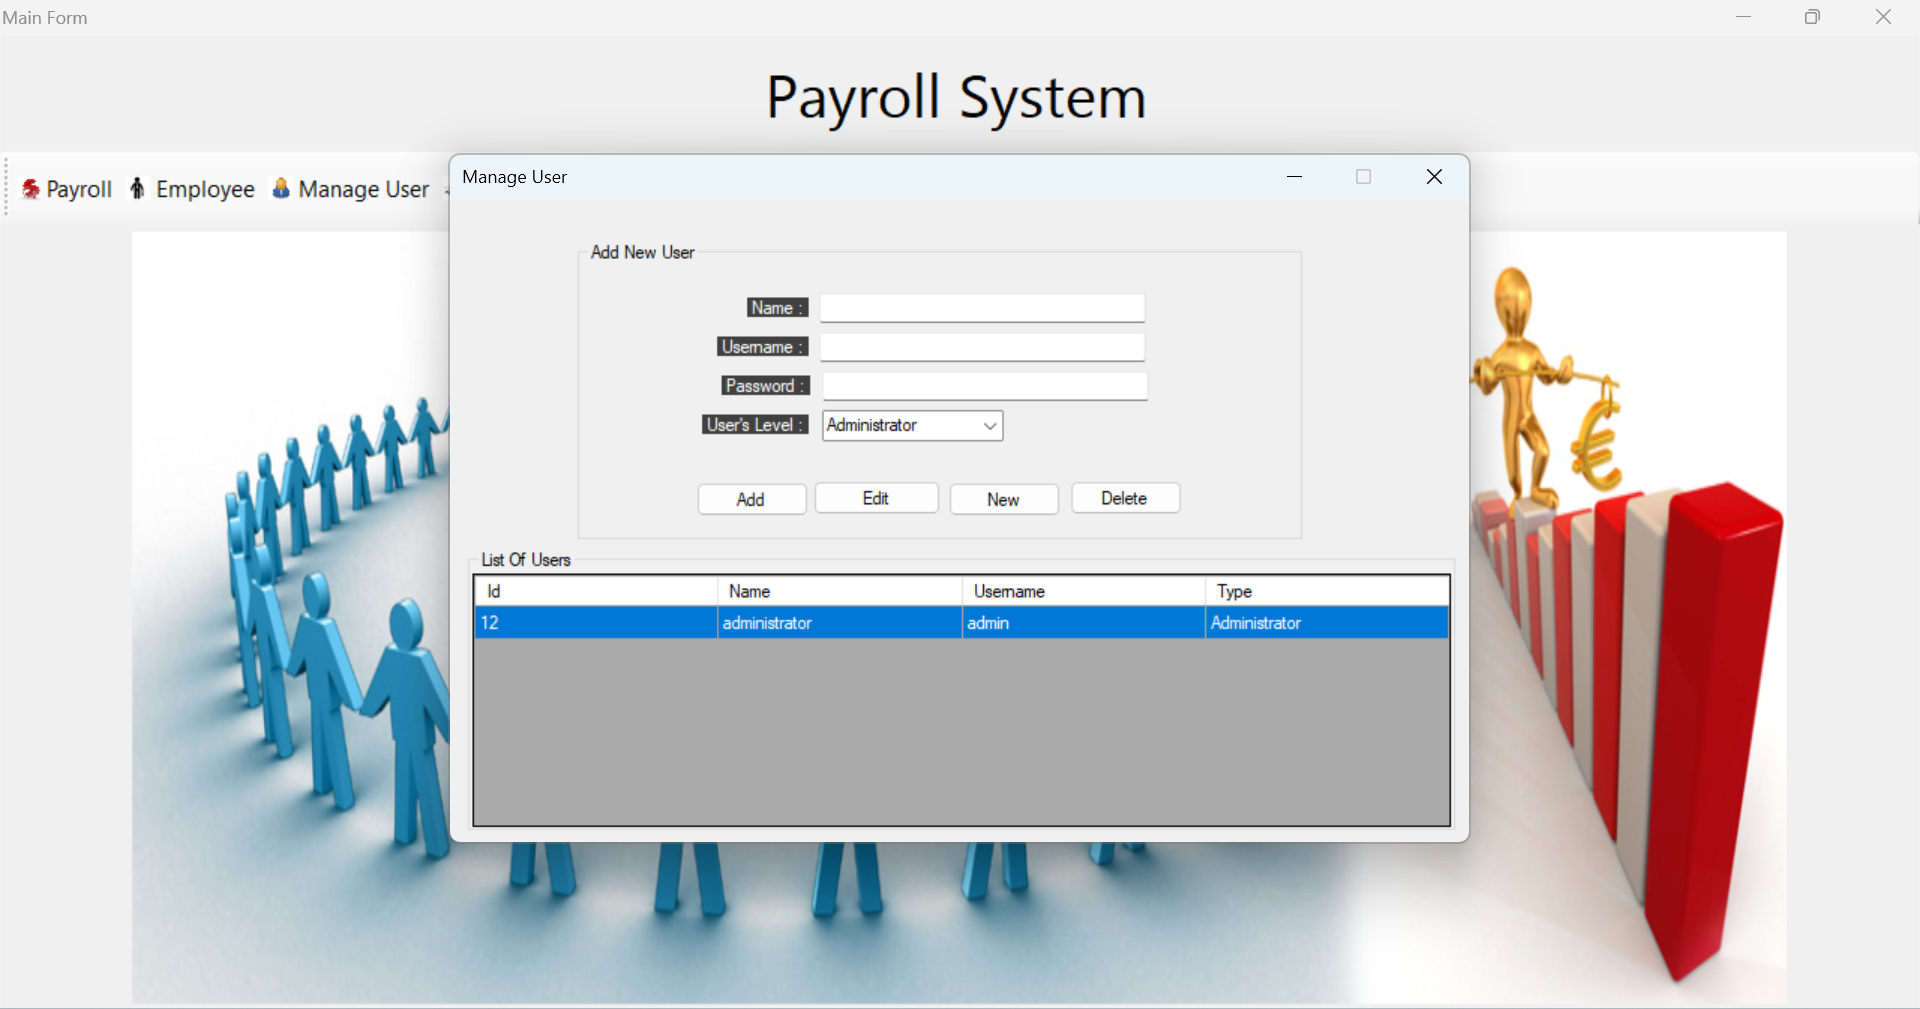 Main Form
Payroll System
Payroll Employee Manage User
Manage User
Add New User
Name :
Username :
Password :
User's Level : Administrator
Add Edit New Delete
List Of Users
Id Name Username Type
12 administrator admin Administrator